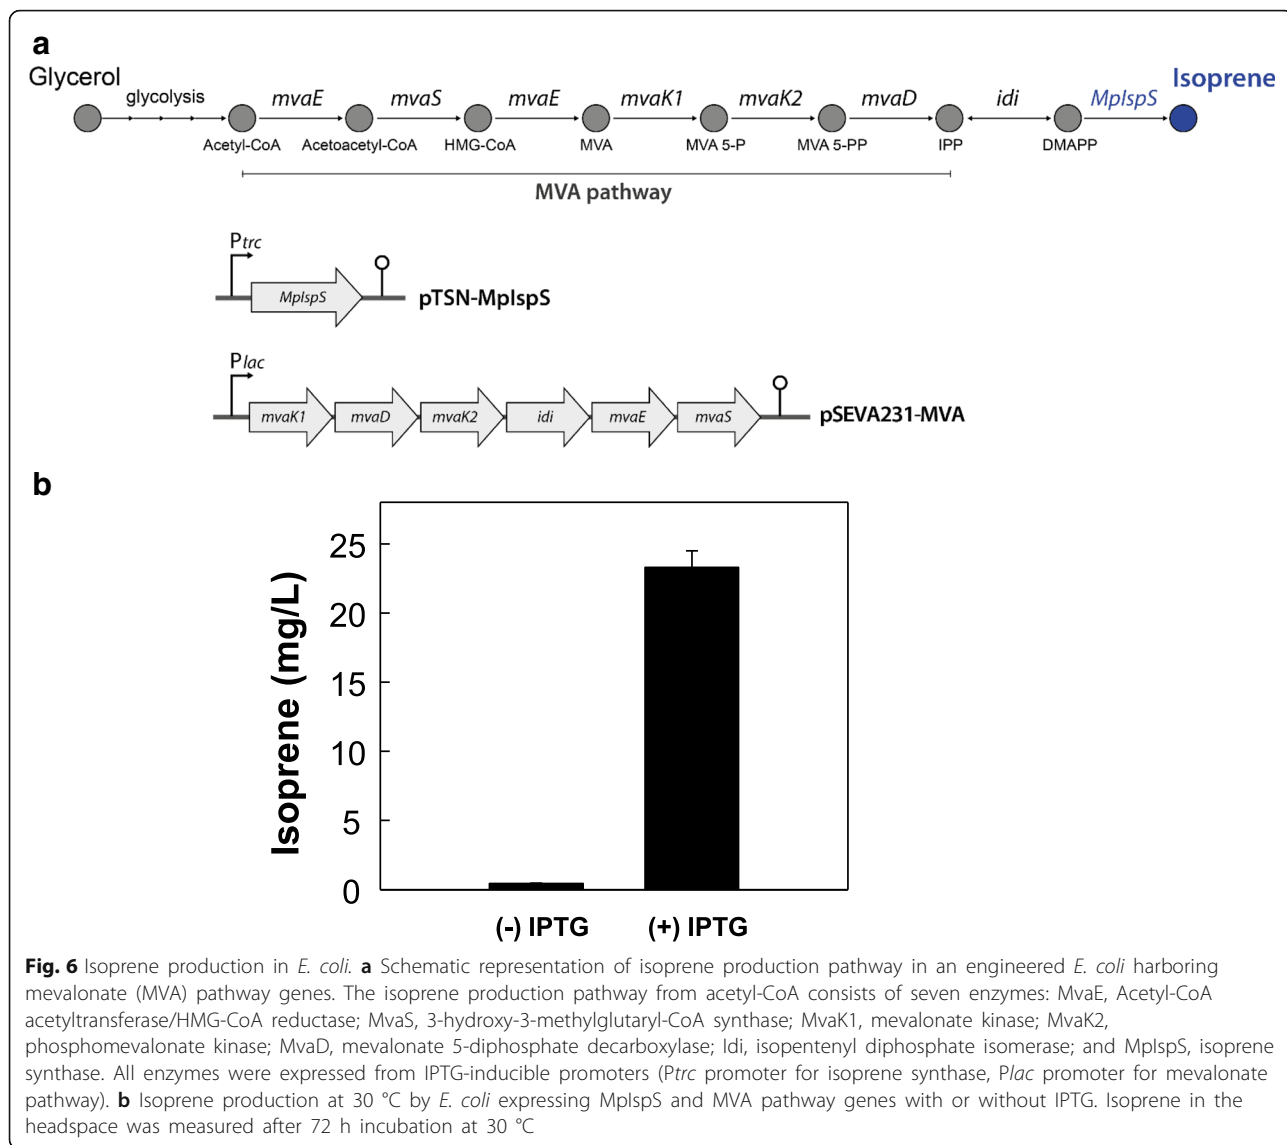 a
Glycerol
Isoprene
glycolysis mvaE mvaS mvaE mvaK1 mvaK2 mvaD idi MpIspS
Acetyl-CoA Acetoacetyl-CoA HMG-CoA MVA MVA 5-P MVA 5-PP IPP DMAPP
MVA pathway
Ptrc
MpIspS pTSN-MpIspS
Plac
mvaK1 mvaD mvaK2 idi mvaE mvaS pSEVA231-MVA
b
Isoprene (mg/L)
25
20
15
10
5
0
(-) IPTG (+) IPTG
Fig. 6 Isoprene production in E. coli. a Schematic representation of isoprene production pathway in an engineered E. coli harboring
mevalonate (MVA) pathway genes. The isoprene production pathway from acetyl-CoA consists of seven enzymes: MvaE, Acetyl-CoA
acetyltransferase/HMG-CoA reductase; MvaS, 3-hydroxy-3-methylglutaryl-CoA synthase; MvaK1, mevalonate kinase; MvaK2,
phosphomevalonate kinase; MvaD, mevalonate 5-diphosphate decarboxylase; Idi, isopentenyl diphosphate isomerase; and MpIspS, isoprene
synthase. All enzymes were expressed from IPTG-inducible promoters (Ptrc promoter for isoprene synthase, Plac promoter for mevalonate
pathway). b Isoprene production at 30 °C by E. coli expressing MpIspS and MVA pathway genes with or without IPTG. Isoprene in the
headspace was measured after 72 h incubation at 30 °C